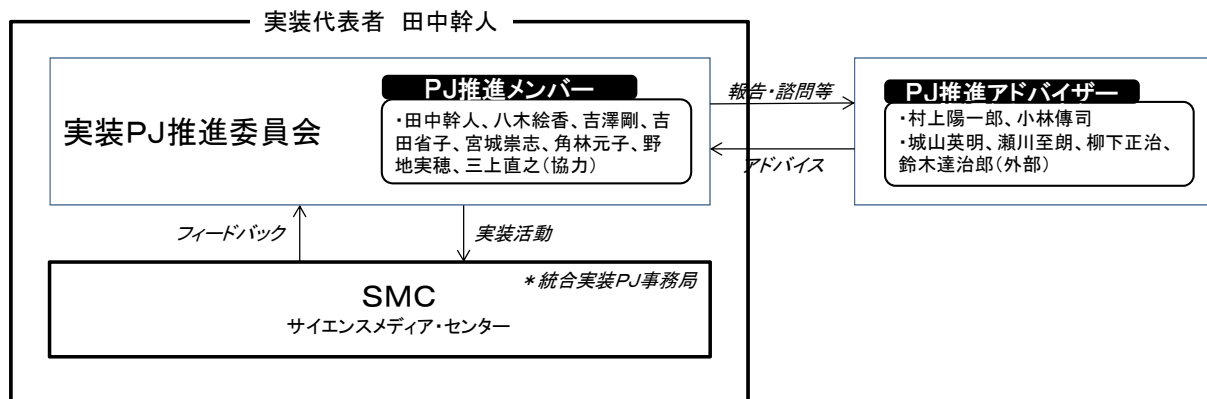 実装代表者 田中幹人
実装PJ推進委員会
PJ推進メンバー
・田中幹人、八木絵香、吉澤剛、吉
田省子、宮城崇志、角林元子、野
地実穂、三上直之(協力)
報告・諮問等
アドバイス
PJ推進アドバイザー
・村上陽一郎、小林傳司
・城山英明、瀬川至朗、柳下正治、
鈴木達治郎(外部)
フィードバック
実装活動
*統合実装PJ事務局
SMC
サイエンスメディア・センター